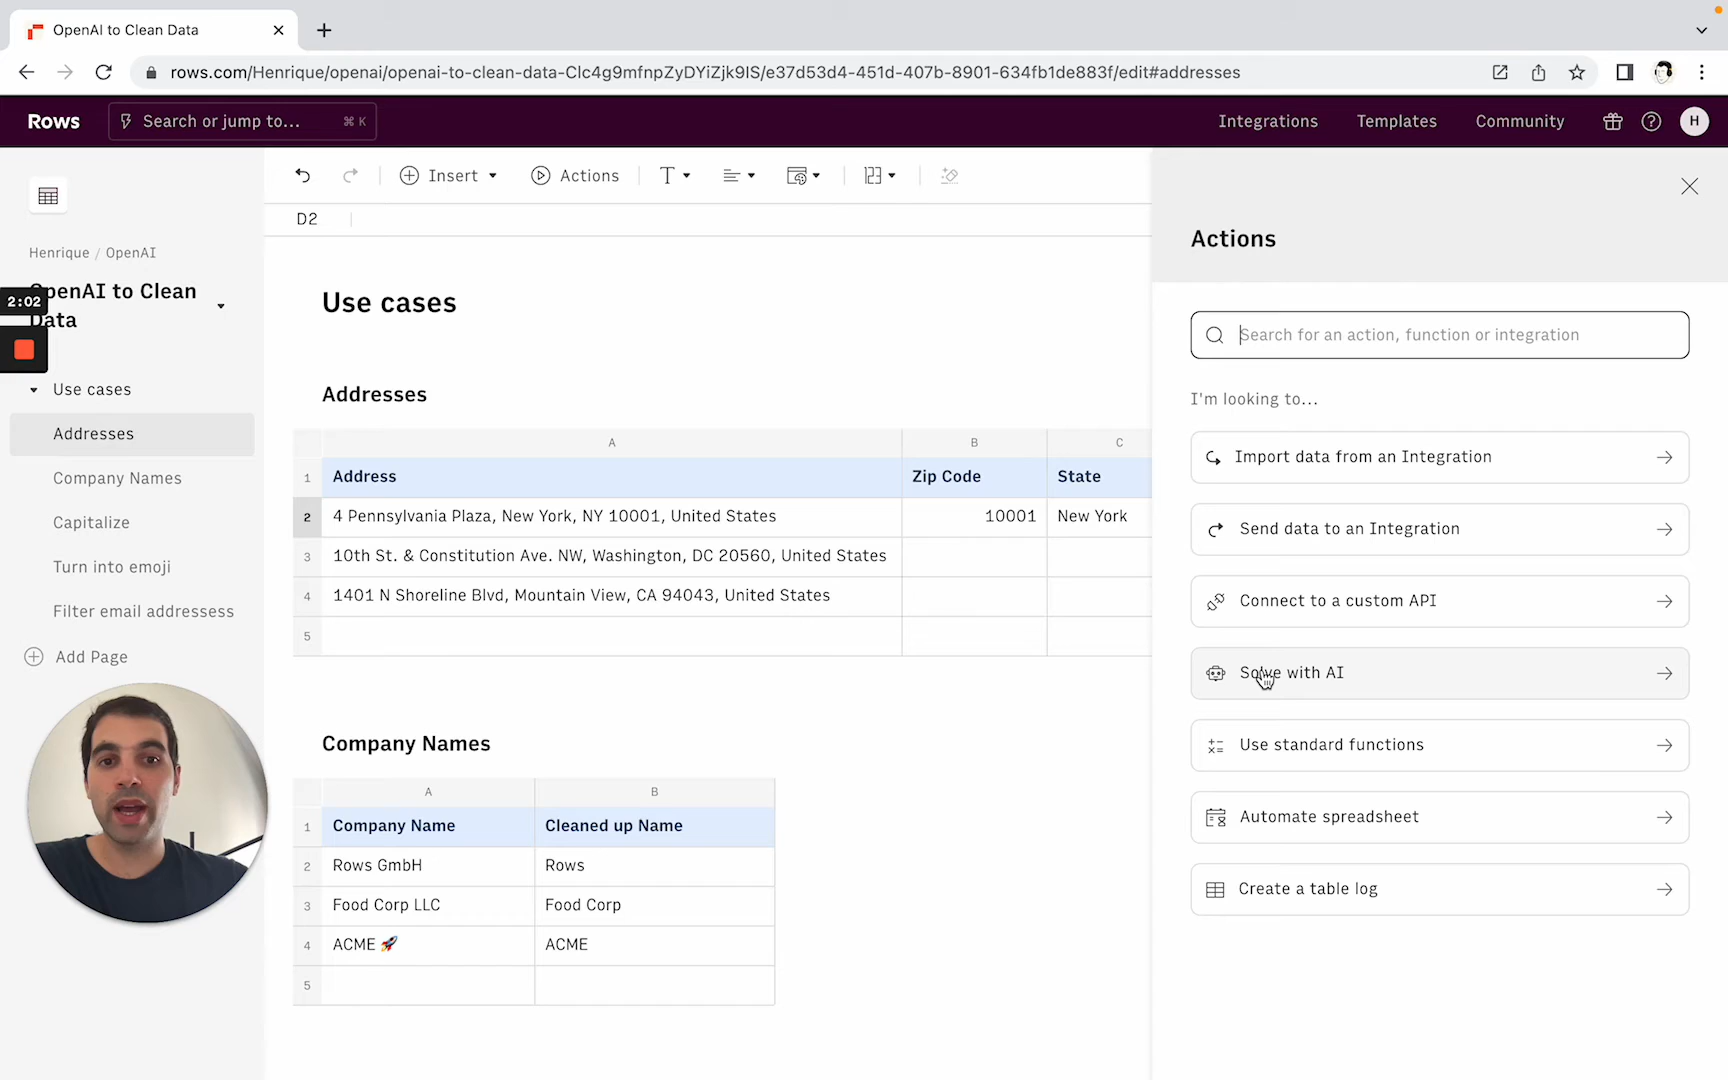 OpenAI to Clean Data
rows.com/Henrique/openai/openai-to-clean-data-Clc4g9mfnpZyDYiZjk9IS/e37d53d4-451d-407b-8901-634fb1de883f/edit#addresses
Rows
Search or jump to...
⌘ K
Integrations
Templates
Community
H
Insert
Actions
D2
Henrique / OpenAI
OpenAI to Clean
Data
2:02
Use cases
Addresses
Company Names
Capitalize
Turn into emoji
Filter email addressess
Add Page
Use cases
Addresses
A B C
1 Address Zip Code State
2 4 Pennsylvania Plaza, New York, NY 10001, United States 10001 New York
3 10th St. & Constitution Ave. NW, Washington, DC 20560, United States
4 1401 N Shoreline Blvd, Mountain View, CA 94043, United States
5
Company Names
A B
1 Company Name Cleaned up Name
2 Rows GmbH Rows
3 Food Corp LLC Food Corp
4 ACME 🚀 ACME
5
Actions
Search for an action, function or integration
I'm looking to...
Import data from an Integration
Send data to an Integration
Connect to a custom API
Solve with AI
Use standard functions
Automate spreadsheet
Create a table log